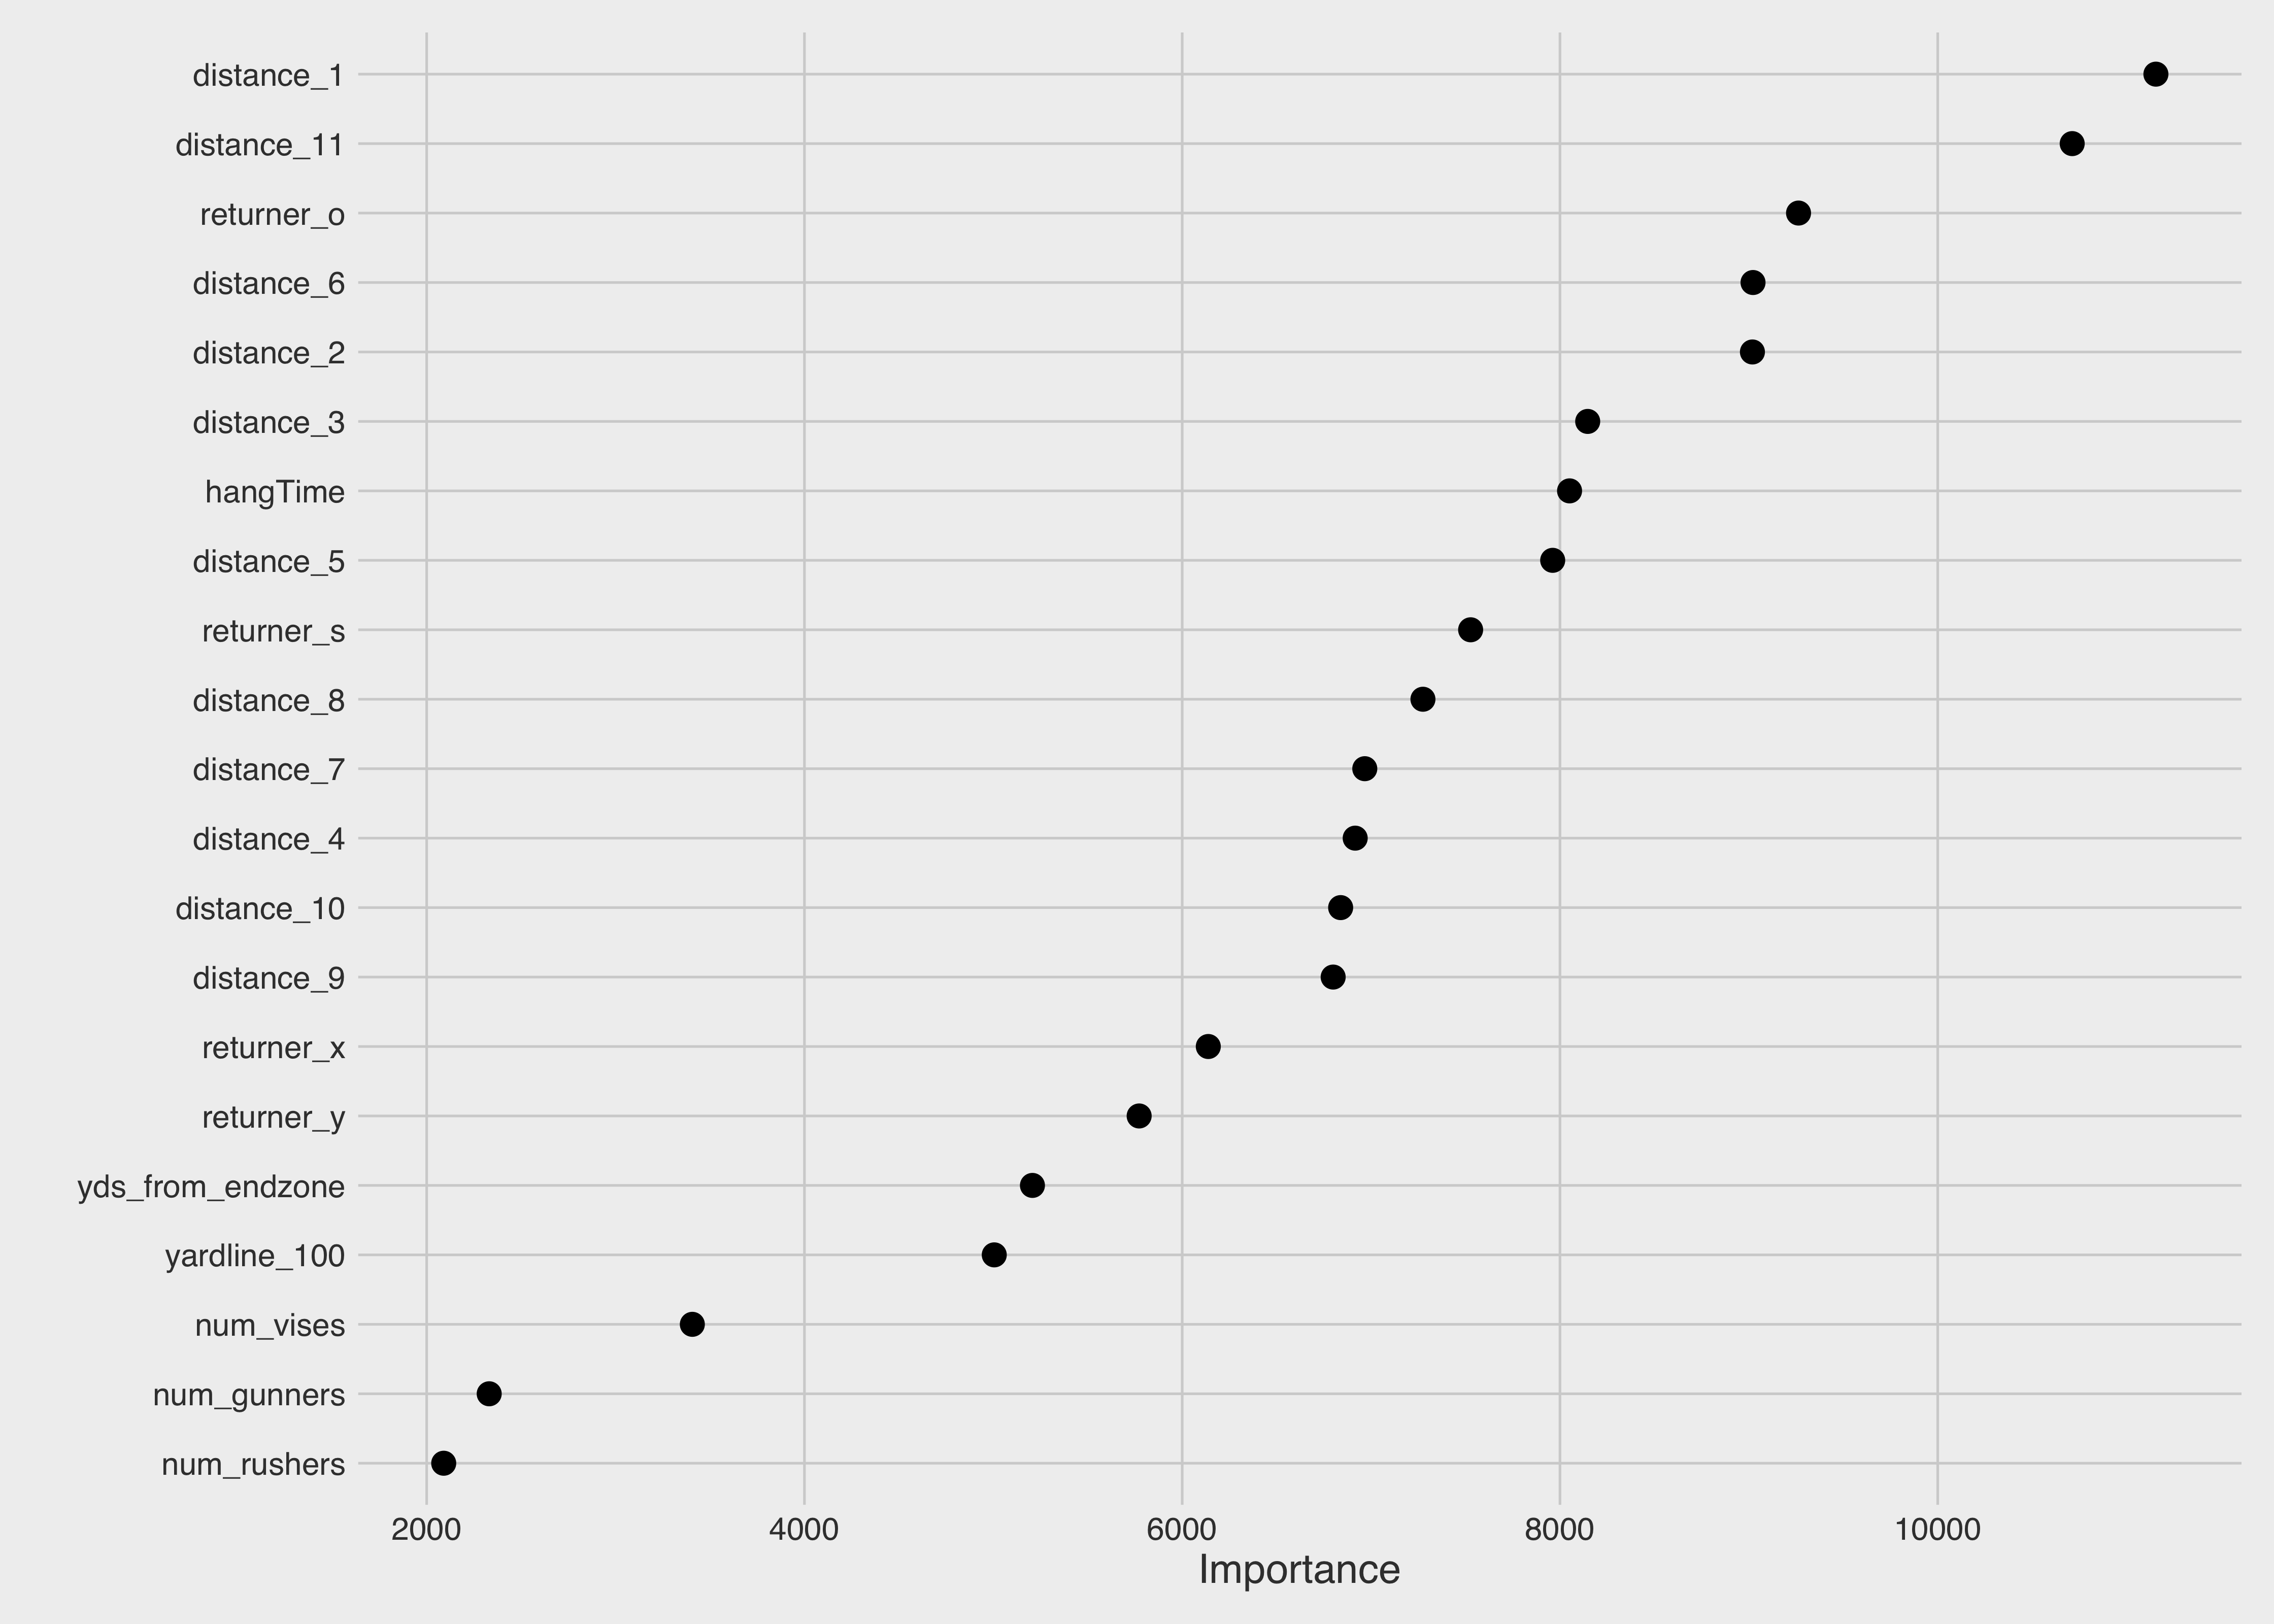 distance_1
distance_11
returner_o
distance_6
distance_2
distance_3
hangTime
distance_5
returner_s
distance_8
distance_7
distance_4
distance_10
distance_9
returner_x
returner_y
yds_from_endzone
yardline_100
num_vises
num_gunners
num_rushers
2000 4000 6000 8000 10000
Importance